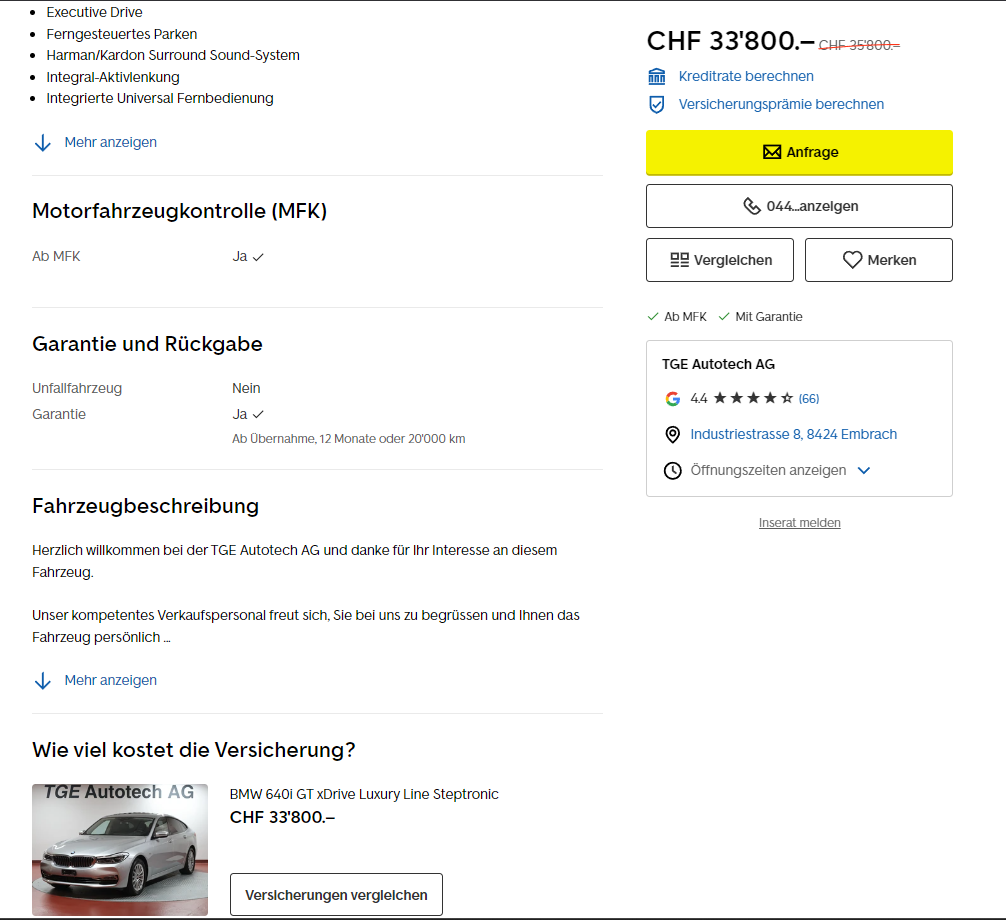 Executive Drive
Ferngesteuertes Parken
Harman/Kardon Surround Sound-System
Integral-Aktivlenkung
Integrierte Universal Fernbedienung
Mehr anzeigen
Motorfahrzeugkontrolle (MFK)
Ab MFK Ja
Garantie und Rückgabe
Unfallfahrzeug Nein
Garantie Ja
Ab Übernahme, 12 Monate oder 20'000 km
Fahrzeugbeschreibung
Herzlich willkommen bei der TGE Autotech AG und danke für Ihr Interesse an diesem
Fahrzeug.
Unser kompetentes Verkaufspersonal freut sich, Sie bei uns zu begrüssen und Ihnen das
Fahrzeug persönlich ...
Mehr anzeigen
Wie viel kostet die Versicherung?
TGE Autotech AG
BMW 640i GT xDrive Luxury Line Steptronic
CHF 33'800.–
Versicherungen vergleichen
CHF 33'800.– CHF 35'800.–
Kreditrate berechnen
Versicherungsprämie berechnen
Anfrage
044...anzeigen
Vergleichen
Merken
Ab MFK Mit Garantie
TGE Autotech AG
4.4 ★★★★☆ (66)
Industriestrasse 8, 8424 Embrach
Öffnungszeiten anzeigen
Inserat melden